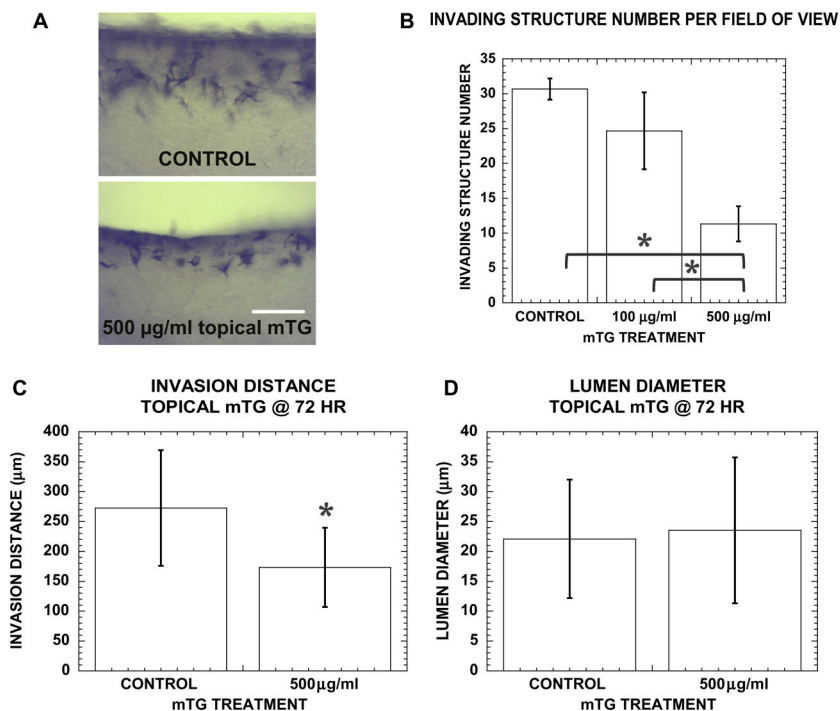 A
CONTROL
500 µg/ml topical mTG
B
INVADING STRUCTURE NUMBER PER FIELD OF VIEW
INVADING STRUCTURE NUMBER
35
30
25
20
15
10
5
0
*
*
CONTROL
100 µg/ml
500 µg/ml
mTG TREATMENT
C
INVASION DISTANCE
TOPICAL mTG @ 72 HR
INVASION DISTANCE (µm)
400
350
300
250
200
150
100
50
0
*
CONTROL
500µg/ml
mTG TREATMENT
D
LUMEN DIAMETER
TOPICAL mTG @ 72 HR
LUMEN DIAMETER (µm)
40
35
30
25
20
15
10
5
0
CONTROL
500µg/ml
mTG TREATMENT